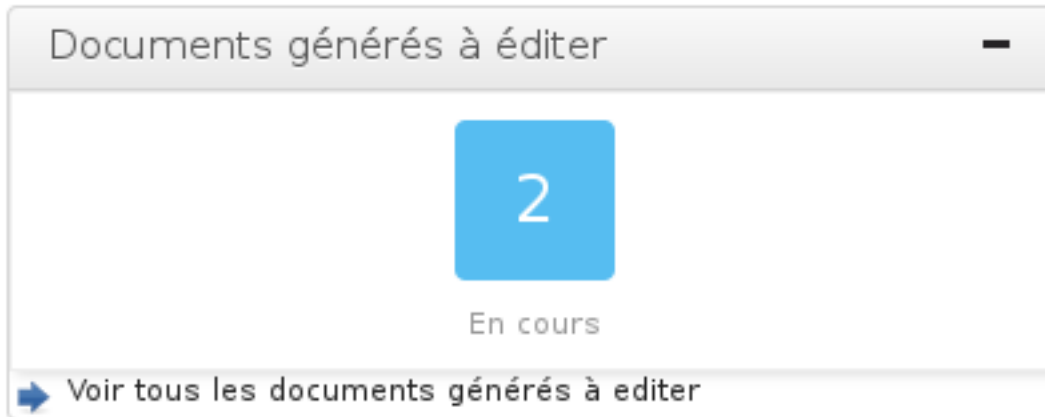 Documents générés à éditer
2
En cours
Voir tous les documents générés à editer